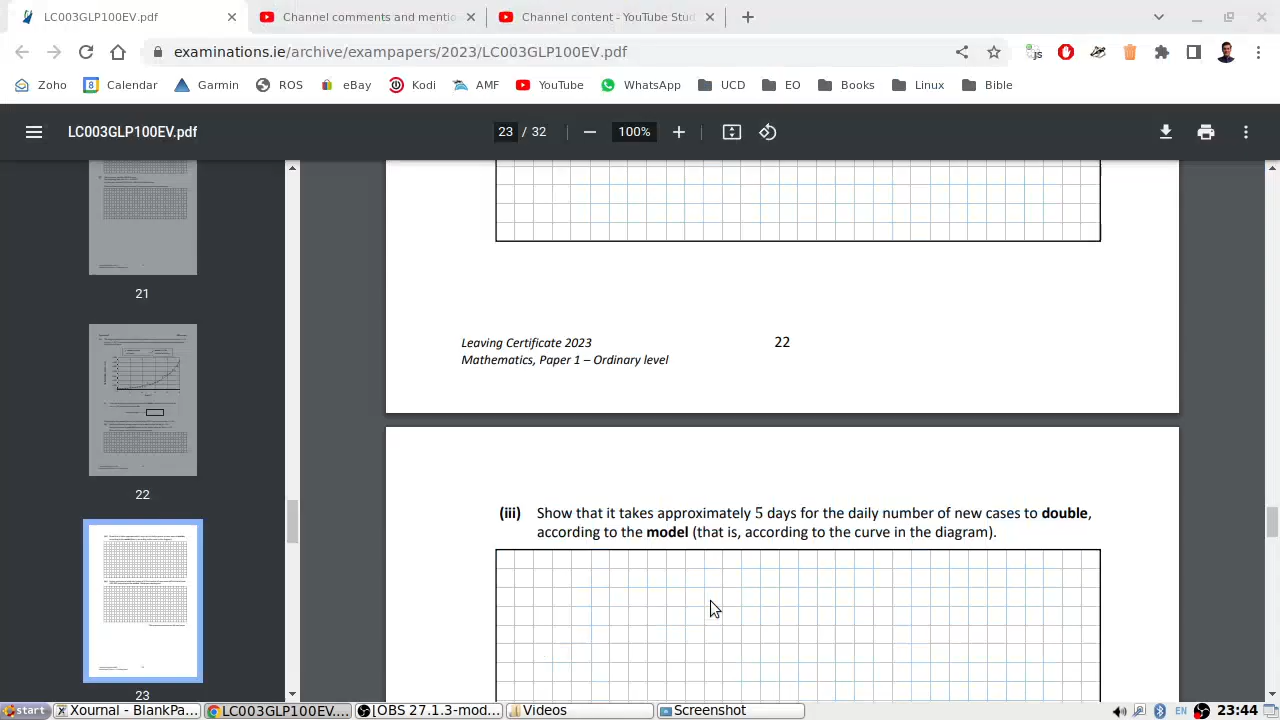 LC003GLP100EV.pdf
Channel comments and mentio
Channel content - YouTube Stud
examinations.ie/archive/exampapers/2023/LC003GLP100EV.pdf
Zoho
Calendar
Garmin
ROS
eBay
Kodi
AMF
YouTube
WhatsApp
UCD
EO
Books
Linux
Bible
LC003GLP100EV.pdf
23 / 32
100%
21
22
23
Leaving Certificate 2023
Mathematics, Paper 1 – Ordinary level
22
(iii) Show that it takes approximately 5 days for the daily number of new cases to double,
according to the model (that is, according to the curve in the diagram).
start
Xournal - BlankPa...
LC003GLP100EV....
[OBS 27.1.3-mod...
Videos
Screenshot
EN
23:44